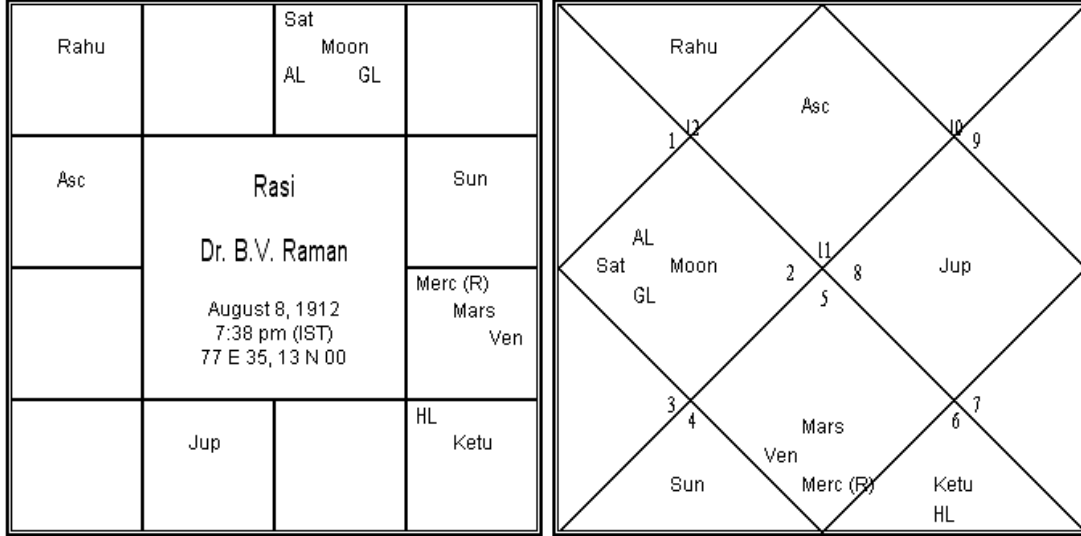 Sat
Rahu
Moon
AL GL
Asc
Sun
Rasi
Dr. B.V. Raman
Merc (R)
Mars
Ven
August 8, 1912
7:38 pm (IST)
77 E 35, 13 N 00
HL
Jup
Ketu
Rahu
Asc
12
10
1
9
AL
11
Sat Moon
2 8
Jup
GL
5
3
7
4
6
Mars
Ven
Sun
Merc (R)
Ketu
HL